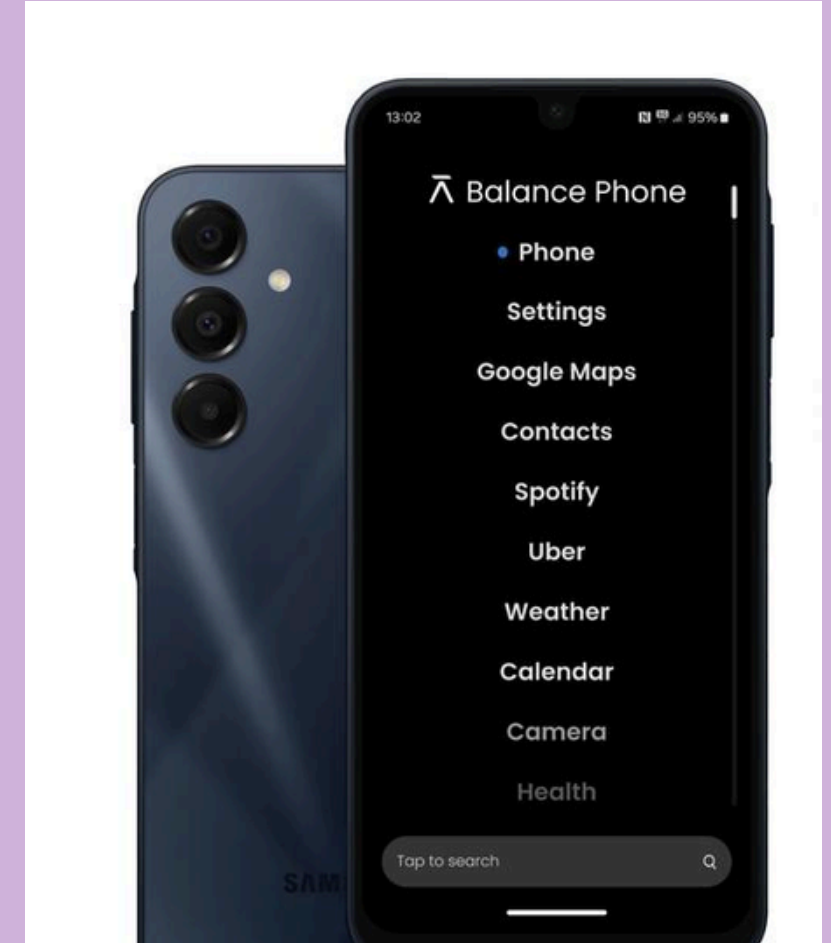 13:02 95%
Balance Phone
Phone
Settings
Google Maps
Contacts
Spotify
Uber
Weather
Calendar
Camera
Health
Tap to search
SAM